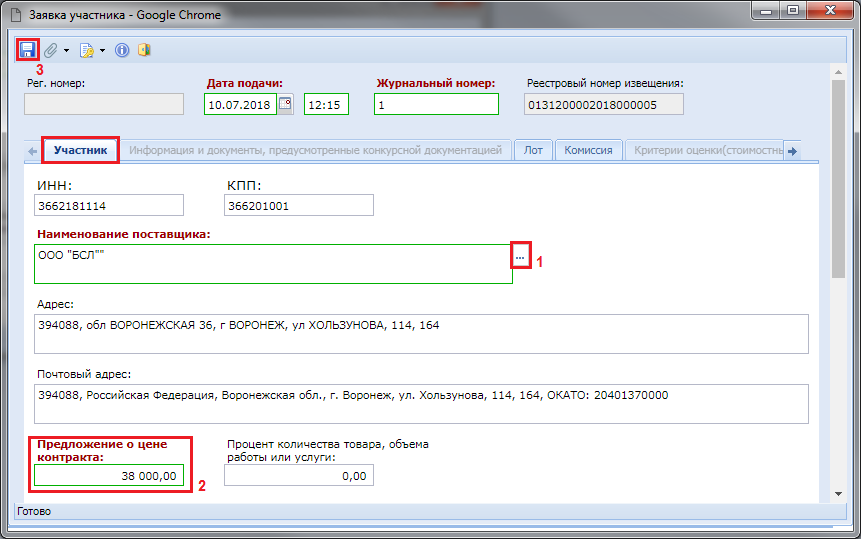 Заявка участника - Google Chrome
3
Рег. номер:
Дата подачи:
Журнальный номер:
Реестровый номер извещения:
10.07.2018
12:15
1
0131200002018000005
Участник
Информация и документы, предусмотренные конкурсной документацией
Лот
Комиссия
Критерии оценки(стоимостны
ИНН:
КПП:
3662181114
366201001
Наименование поставщика:
ООО "БСЛ""
...
1
Адрес:
394088, обл ВОРОНЕЖСКАЯ 36, г ВОРОНЕЖ, ул ХОЛЬЗУНОВА, 114, 164
Почтовый адрес:
394088, Российская Федерация, Воронежская обл., г. Воронеж, ул. Хользунова, 114, 164, ОКАТО: 20401370000
Предложение о цене
контракта:
Процент количества товара, объема
работы или услуги:
38 000,00
2
0,00
Готово